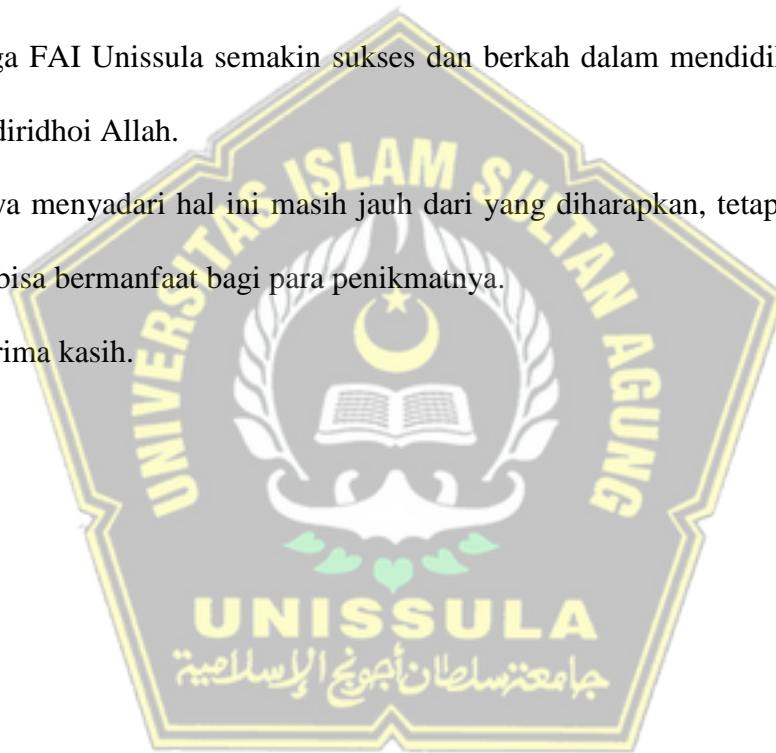 ga FAI Unissula semakin sukses dan berkah dalam mendidi
diridhoi Allah.
ya menyadari hal ini masih jauh dari yang diharapkan, tetap
bisa bermanfaat bagi para penikmatnya.
rima kasih.
UNIVERSITAS ISLAM SULTAN AGUNG
UNISSULA
جامعة سلطان أجونج الإسلامية